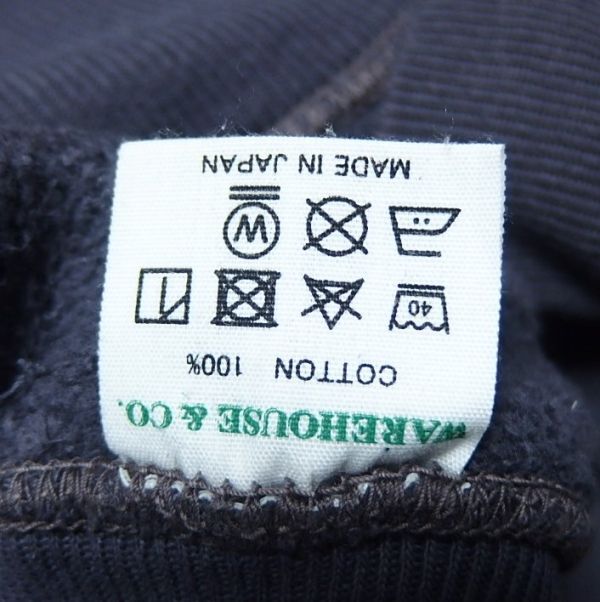 WAREHOUSE & CO.
COTTON 100%
40
W
MADE IN JAPAN